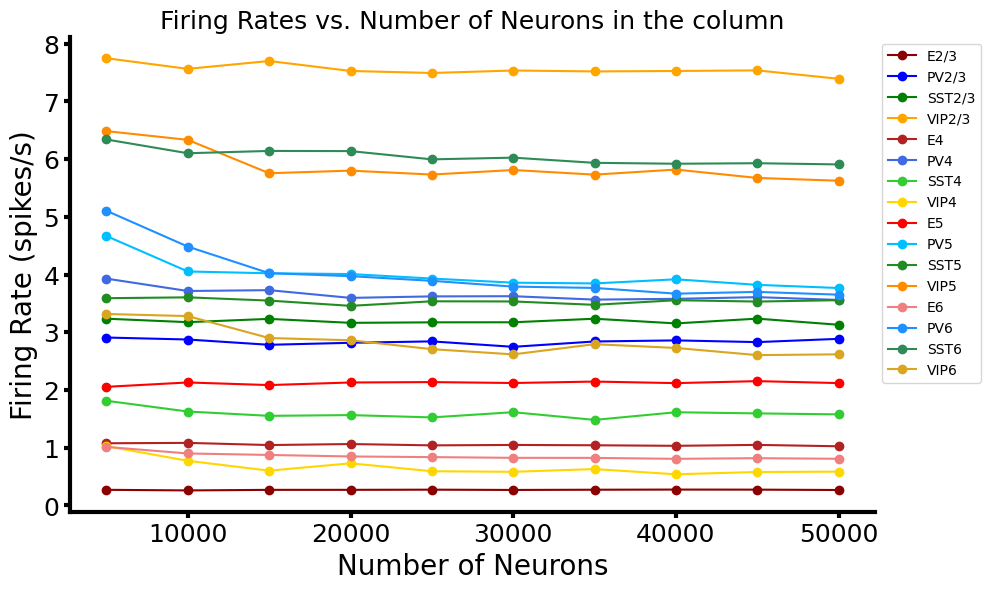 Firing Rates vs. Number of Neurons in the column
Firing Rate (spikes/s)
8
7
6
5
4
3
2
1
0
10000 20000 30000 40000 50000
Number of Neurons
E2/3
PV2/3
SST2/3
VIP2/3
E4
PV4
SST4
VIP4
E5
PV5
SST5
VIP5
E6
PV6
SST6
VIP6